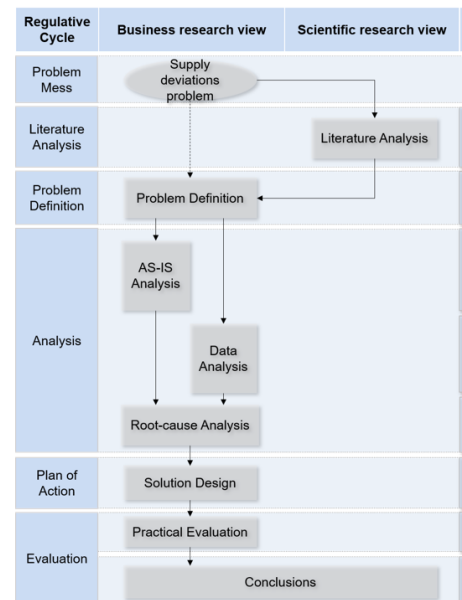 Regulative
Cycle
Business research view
Scientific research view
Problem
Mess
Supply
deviations
problem
Literature
Analysis
Literature Analysis
Problem
Definition
Problem Definition
Analysis
AS-IS
Analysis
Data
Analysis
Root-cause Analysis
Plan of
Action
Solution Design
Evaluation
Practical Evaluation
Conclusions